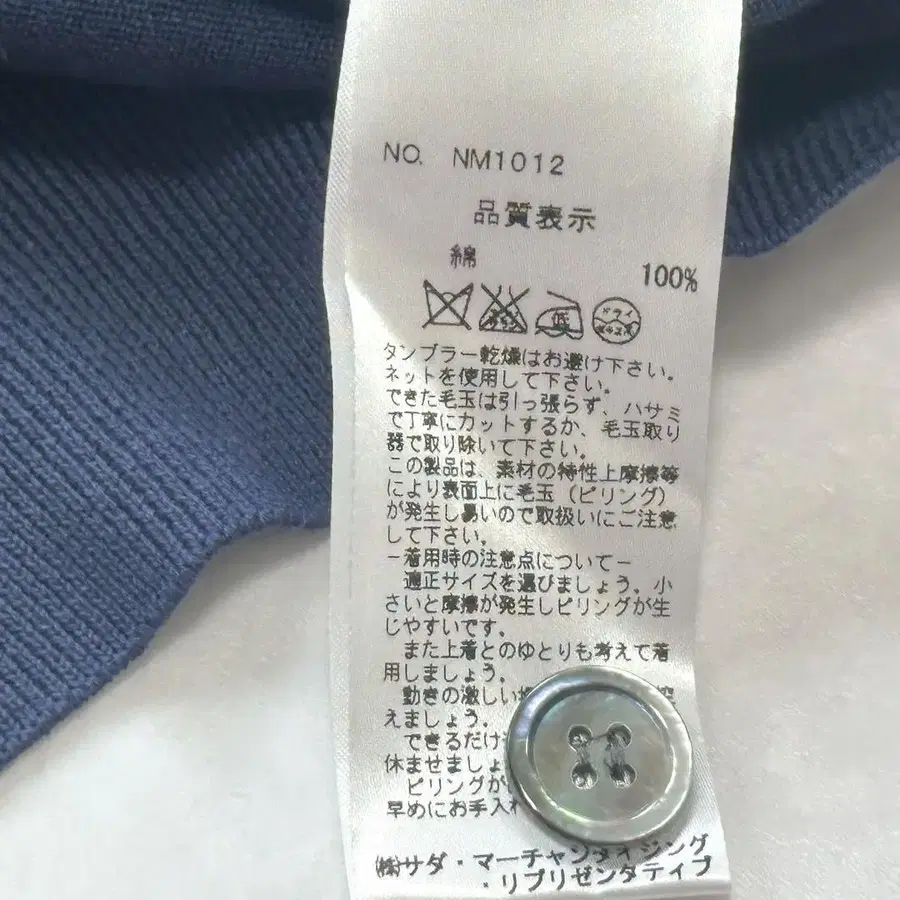 NO. NM1012
品質表示
綿
100%
低
ドライ
タンブラー乾燥はお避け下さい。
ネットを使用して下さい。
できた毛玉は引っ張らず、ハサミ
で丁寧にカットするか、毛玉取り
器で取り除いて下さい。
この製品は、素材の特性上摩擦等
により表面上に毛玉（ピリング）
が発生し易いので取扱いにご注意
して下さい。
－着用時の注意点について－
適正サイズを選びましょう。小
さいと摩擦が発生しピリングが生
じやすいです。
また上着とのゆとりも考えて着
用しましょう。
動きの激しい
えましょう。
できるだけ
休ませましょ
ピリングが
早めにお手入れ
㈱サダ・マーチャンダイジング
・リプリゼンタティブ